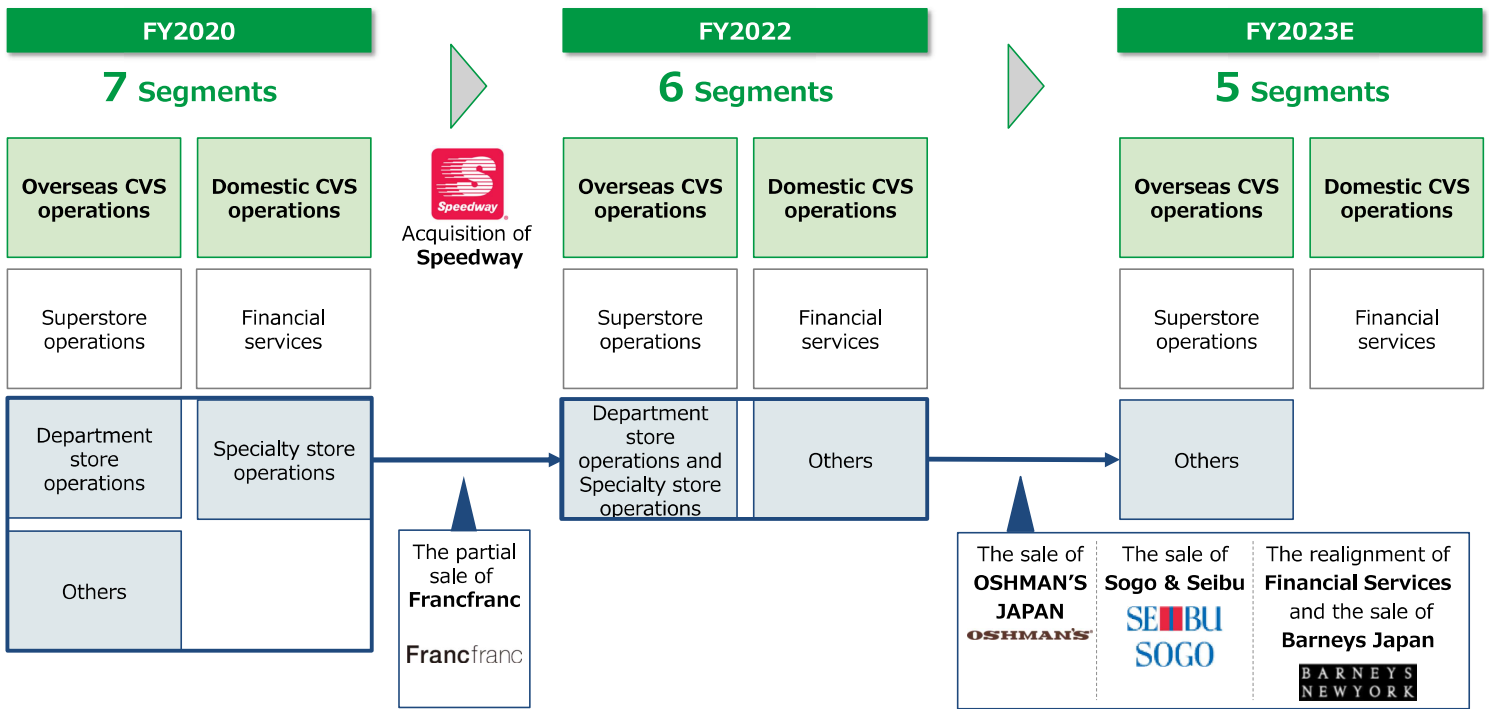 FY2020
7 Segments
Overseas CVS
operations
Domestic CVS
operations
Superstore
operations
Financial
services
Department
store
operations
Specialty store
operations
Others
Speedway
Acquisition of
Speedway
The partial
sale of
Francfranc
Francfranc
FY2022
6 Segments
Overseas CVS
operations
Domestic CVS
operations
Superstore
operations
Financial
services
Department
store
operations and
Specialty store
operations
Others
The sale of
OSHMAN'S
JAPAN
OSHMAN'S
The sale of
Sogo & Seibu
SEIBU
SOGO
The realignment of
Financial Services
and the sale of
Barneys Japan
BARNEYS
NEWYORK
FY2023E
5 Segments
Overseas CVS
operations
Domestic CVS
operations
Superstore
operations
Financial
services
Others